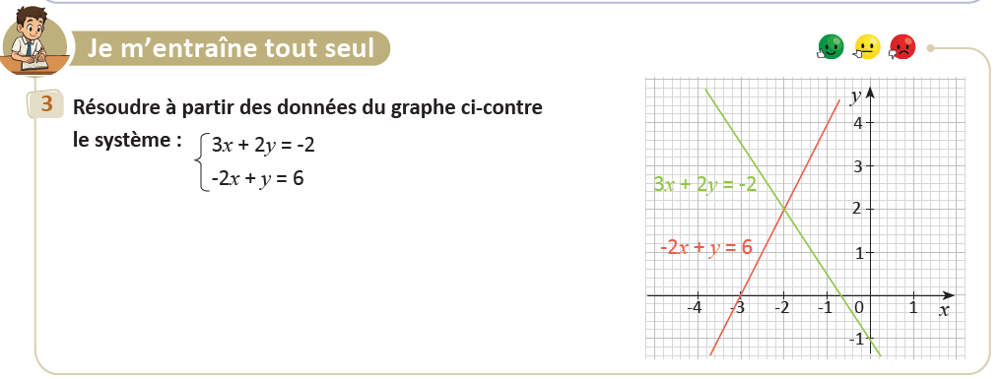 Je m’entraîne tout seul
3 Résoudre à partir des données du graphe ci-contre
le système :
3x + 2y = -2
-2x + y = 6
y
4
3
3x + 2y = -2
2
-2x + y = 6
1
-4 -3 -2 -1 0 1 x
-1